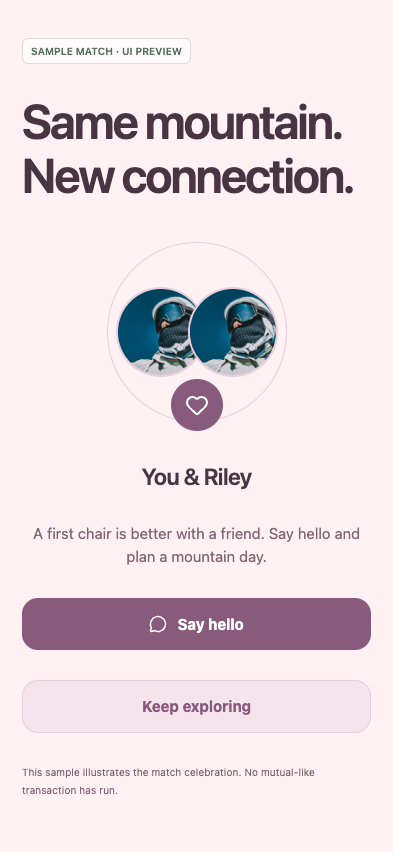 SAMPLE MATCH · UI PREVIEW
Same mountain.
New connection.
You & Riley
A first chair is better with a friend. Say hello and
plan a mountain day.
Say hello
Keep exploring
This sample illustrates the match celebration. No mutual-like
transaction has run.